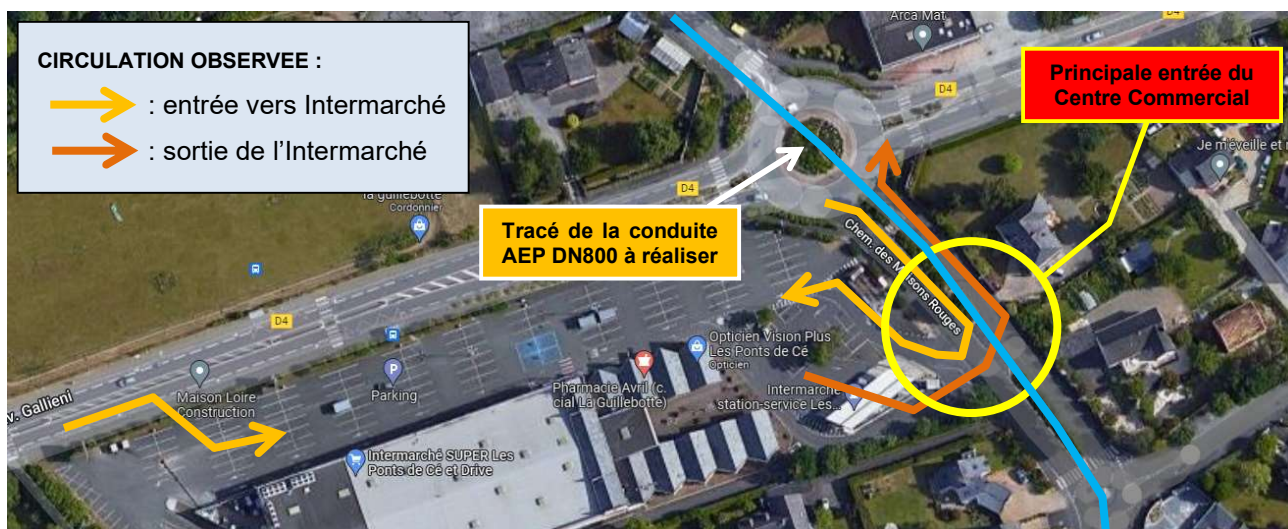 CIRCULATION OBSERVEE :
: entrée vers Intermarché
: sortie de l'Intermarché
Arca Mat
D4
D4
Principale entrée du
Centre Commercial
Je m'éveille et
la guillebotte
Cordonnier
D4
Tracé de la conduite
AEP DN800 à réaliser
Chem. des Maisons Rouges
D4
Opticien Vision Plus
Les Ponts de Cé
Opticien
Maison Loire
Construction
P
Parking
Pharmacie Avril (c.
cial La Guillebotte)
Intermarché
station-service Les...
v. Gallieni
Intermarché SUPER Les
Ponts de Cé et Drive